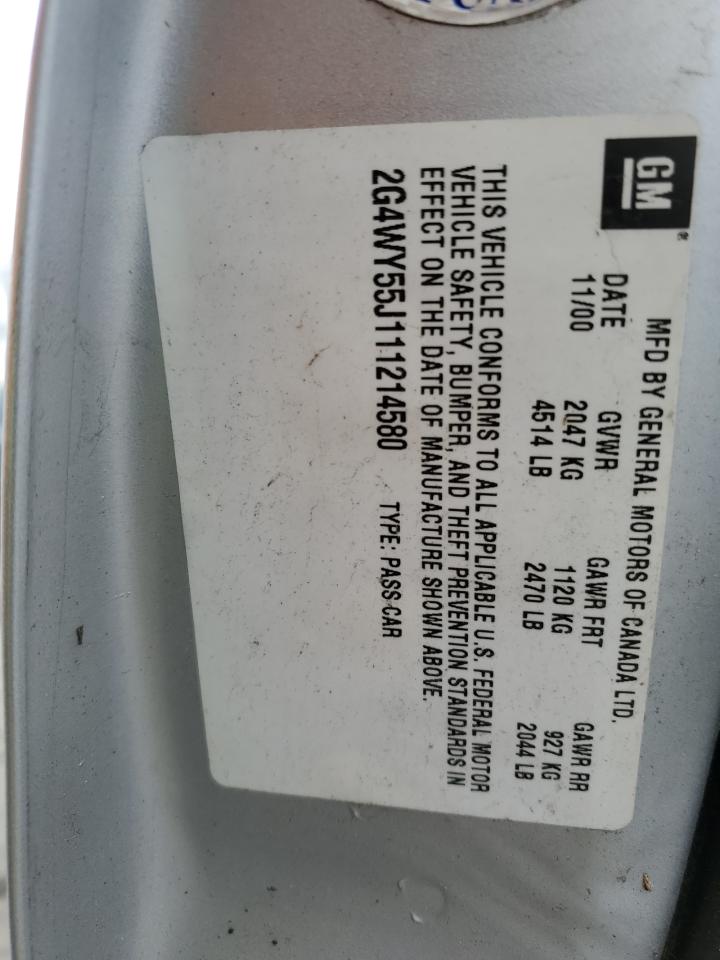 GM ®
MFD BY GENERAL MOTORS OF CANADA LTD.
DATE GVWR GAWR FRT GAWR RR
11/00 2047 KG 1120 KG 927 KG
4514 LB 2470 LB 2044 LB
THIS VEHICLE CONFORMS TO ALL APPLICABLE U.S. FEDERAL MOTOR
VEHICLE SAFETY, BUMPER, AND THEFT PREVENTION STANDARDS IN
EFFECT ON THE DATE OF MANUFACTURE SHOWN ABOVE.
2G4WY55J111214580 TYPE: PASS CAR